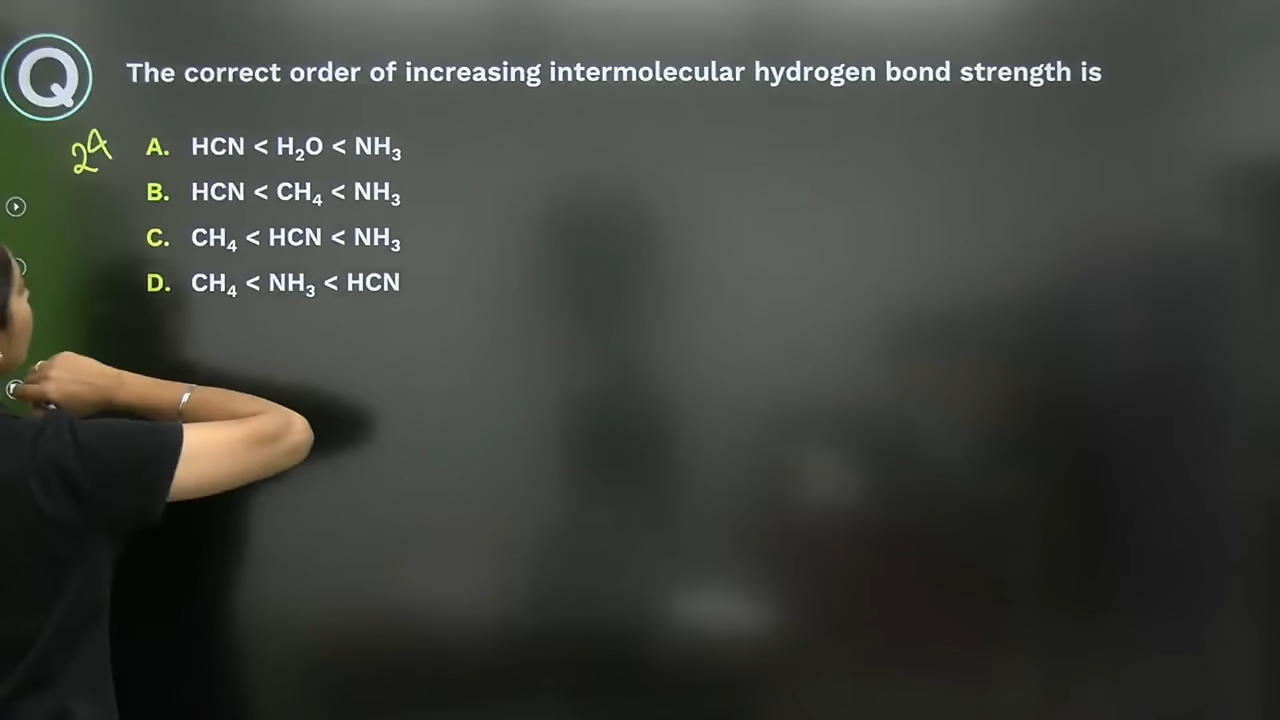 Q
The correct order of increasing intermolecular hydrogen bond strength is
24
A. HCN < H₂O < NH₃
B. HCN < CH₄ < NH₃
C. CH₄ < HCN < NH₃
D. CH₄ < NH₃ < HCN